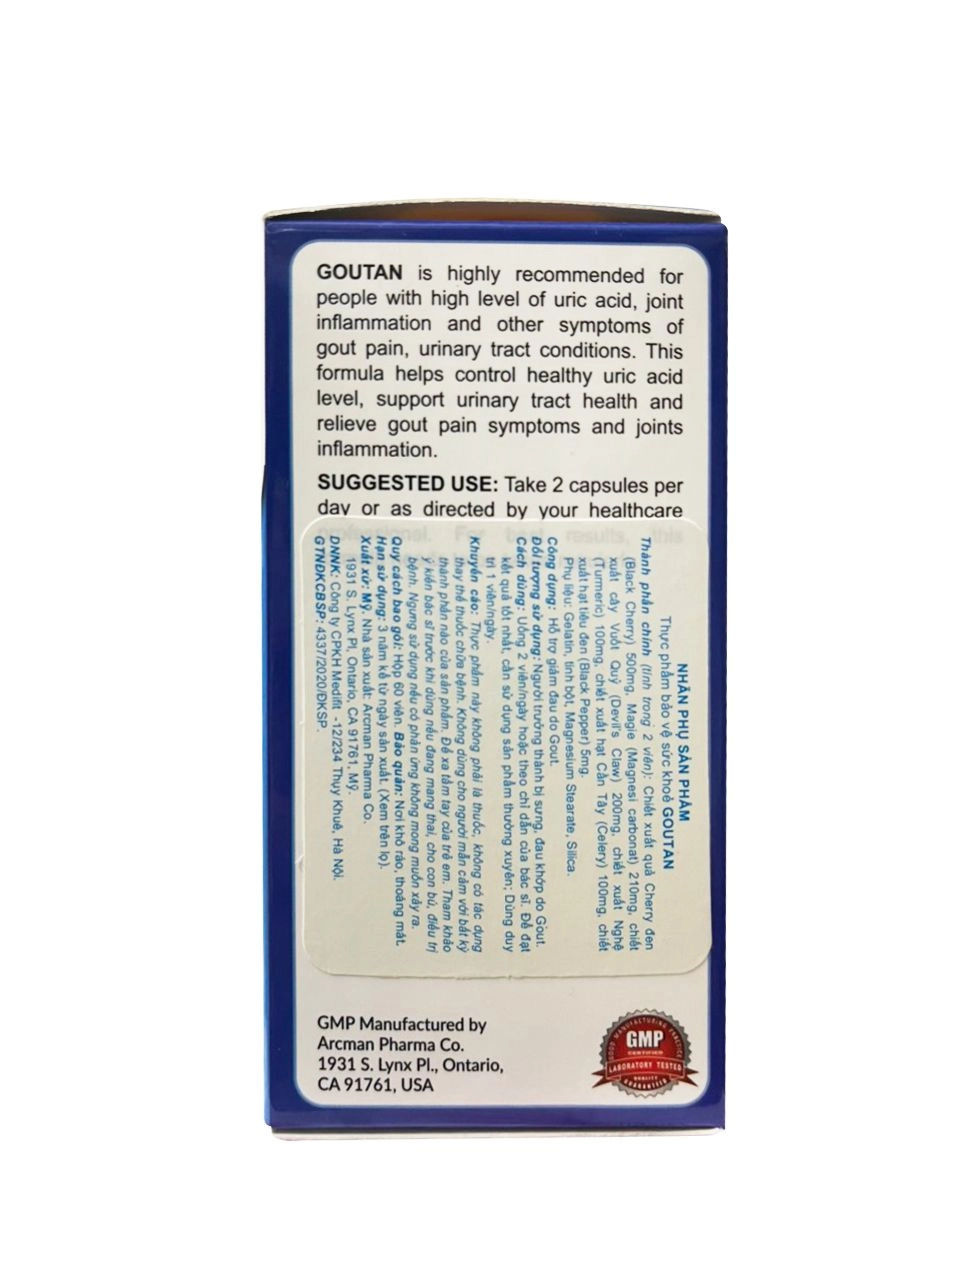 GOUTAN is highly recommended for
people with high level of uric acid, joint
inflammation and other symptoms of
gout pain, urinary tract conditions. This
formula helps control healthy uric acid
level, support urinary tract health and
relieve gout pain symptoms and joints
inflammation.
SUGGESTED USE: Take 2 capsules per
day or as directed by your healthcare
professional. For best results, this
NHÃN PHỤ SẢN PHẨM
Thực phẩm bảo vệ sức khoẻ GOUTAN
Thành phần chính (tính trong 2 viên): Chiết xuất quả Cherry đen
(Black Cherry) 500mg, Magie (Magnesi carbonat) 210mg, chiết
xuất cây Vuốt Quỷ (Devil's Claw) 200mg, chiết xuất Nghệ
(Turmeric) 100mg, chiết xuất hạt Cần Tây (Celery) 100mg, chiết
xuất hạt tiêu đen (Black Pepper) 5mg.
Phụ liệu: Gelatin, tinh bột, Magnesium Stearate, Silica.
Công dụng: Hỗ trợ giảm đau do Gout.
Đối tượng sử dụng: Người trưởng thành bị sưng, đau khớp do Gout.
Cách dùng: Uống 2 viên/ngày hoặc theo chỉ dẫn của bác sĩ. Để đạt
kết quả tốt nhất, cần sử dụng sản phẩm thường xuyên; Dùng duy
trì 1 viên/ngày.
Khuyến cáo: Thực phẩm này không phải là thuốc, không có tác dụng
thay thế thuốc chữa bệnh. Không dùng cho người mẫn cảm với bất kỳ
thành phần nào của sản phẩm. Để xa tầm tay của trẻ em. Tham khảo
ý kiến bác sĩ trước khi dùng nếu đang mang thai, cho con bú, điều trị
bệnh. Ngưng sử dụng nếu có phản ứng không mong muốn xảy ra.
Quy cách bao gói: Hộp 60 viên. Bảo quản: Nơi khô ráo, thoáng mát.
Hạn sử dụng: 3 năm kể từ ngày sản xuất. (Xem trên lọ).
Xuất xứ: Mỹ. Nhà sản xuất: Arcman Pharma Co.
1931 S. Lynx Pl, Ontario, CA 91761, Mỹ.
DNNK: Công ty CPKH Medifit -12/234 Thụy Khuê, Hà Nội.
GTNĐKCBSP: 4337/2020/ĐKSP.
GMP Manufactured by
Arcman Pharma Co.
1931 S. Lynx Pl., Ontario,
CA 91761, USA
GOOD MANUFACTURING PRACTICE
GMP
CERTIFIED
LABORATORY TESTED
QUALITY
GUARANTEED